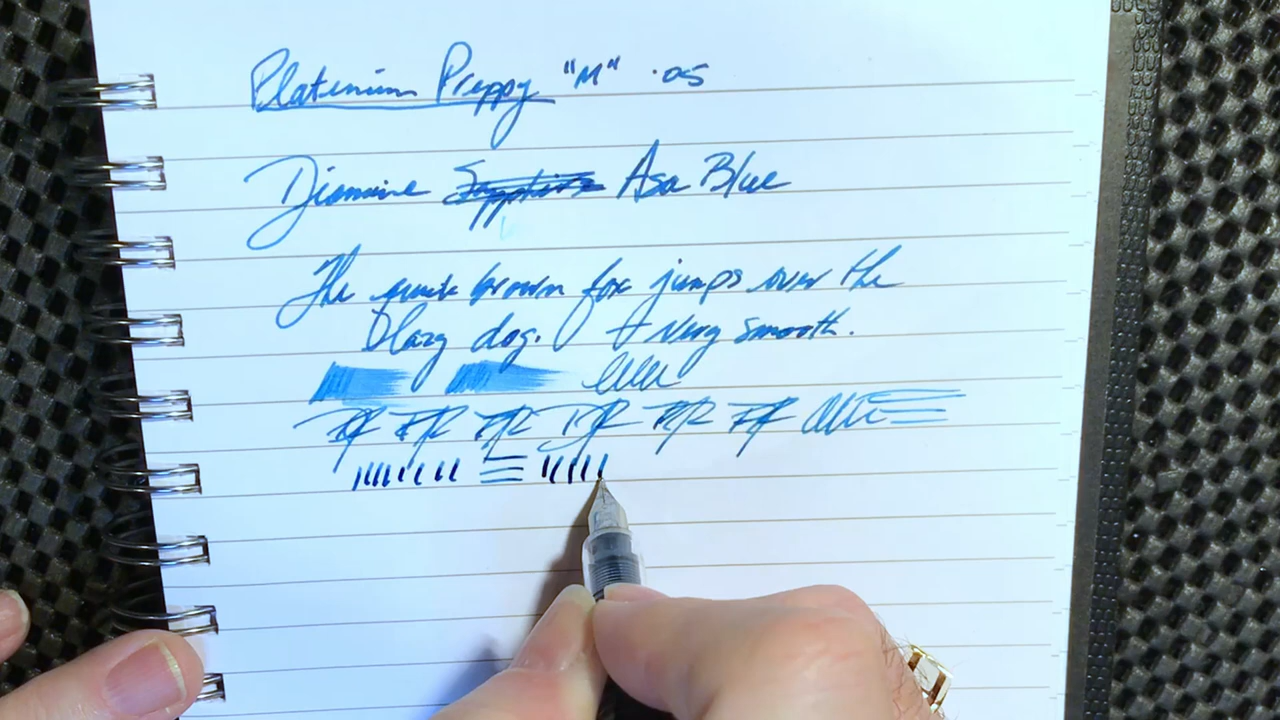 Platinum Preppy "M" .05
Diamine Sapphire Asa Blue
The quick brown fox jumps over the
lazy dog. + Very smooth.